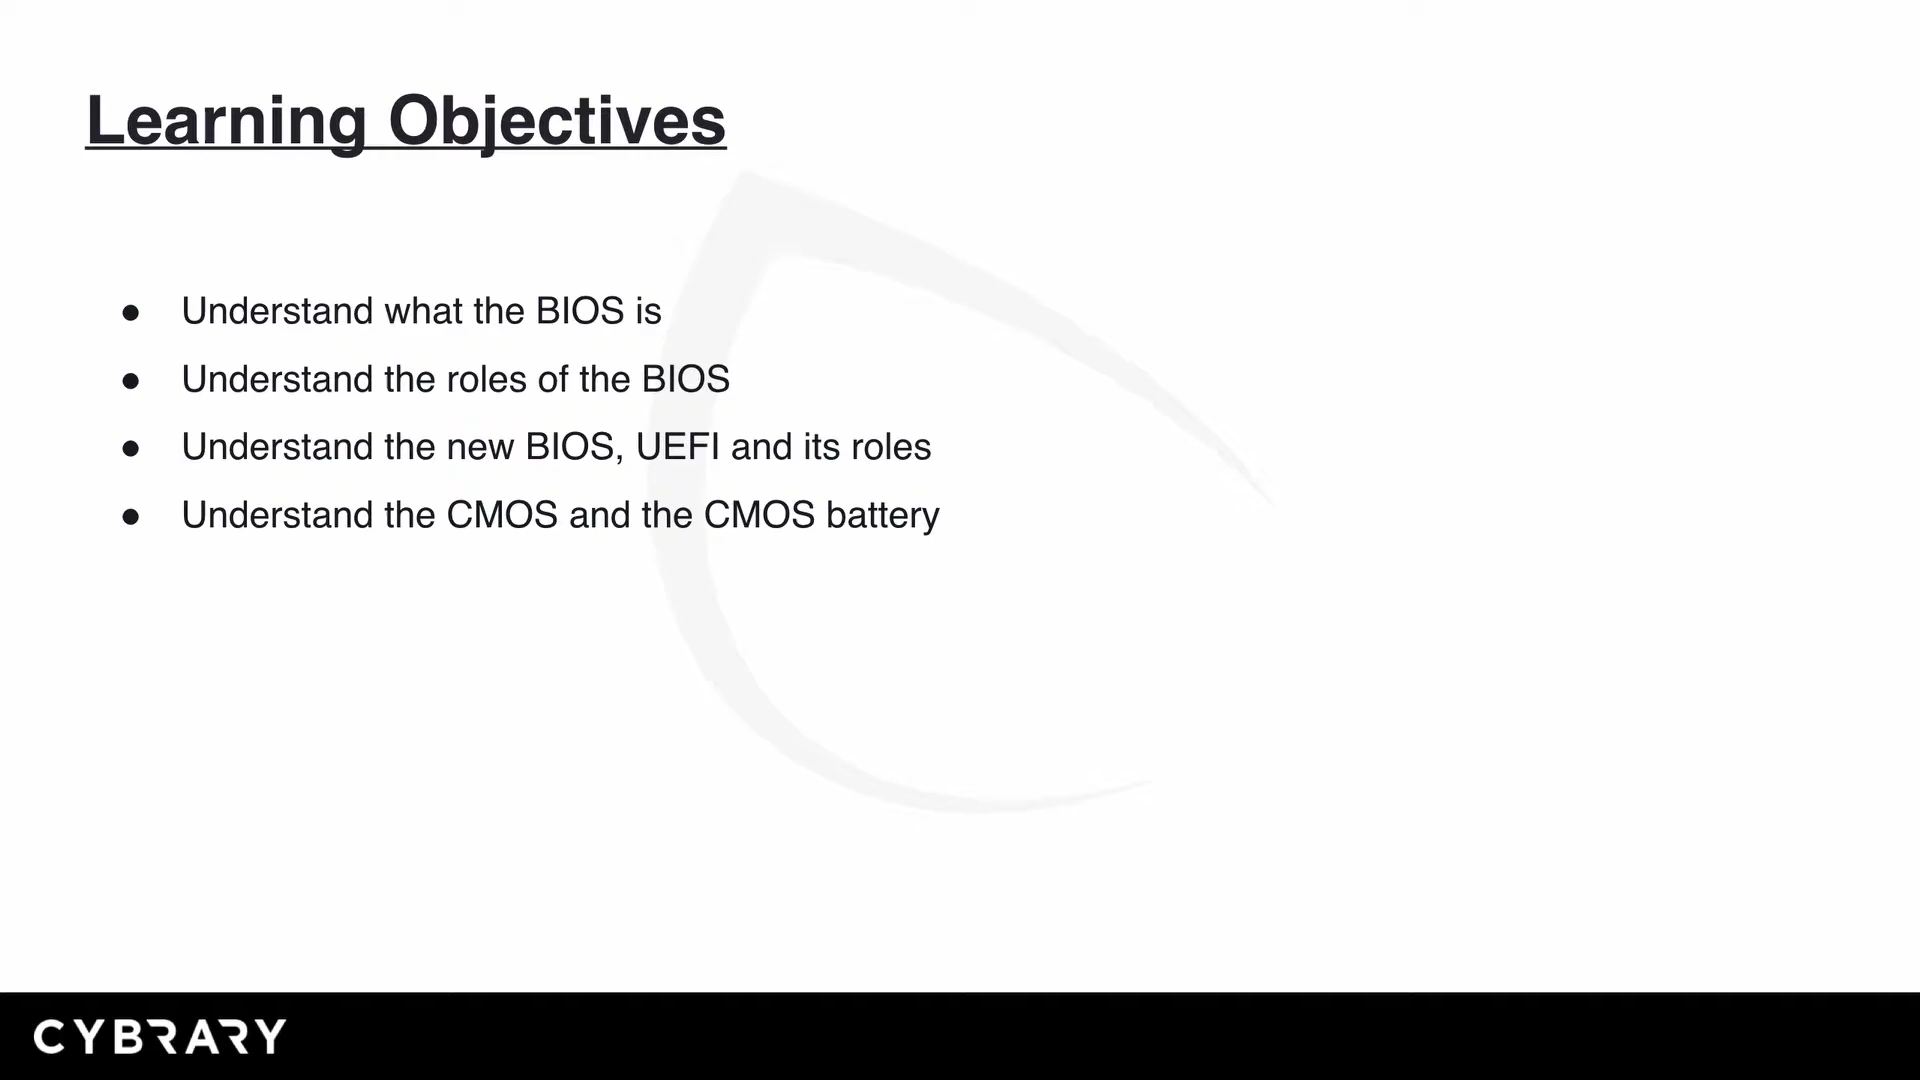 Learning Objectives
● Understand what the BIOS is
● Understand the roles of the BIOS
● Understand the new BIOS, UEFI and its roles
● Understand the CMOS and the CMOS battery
CYBRARY